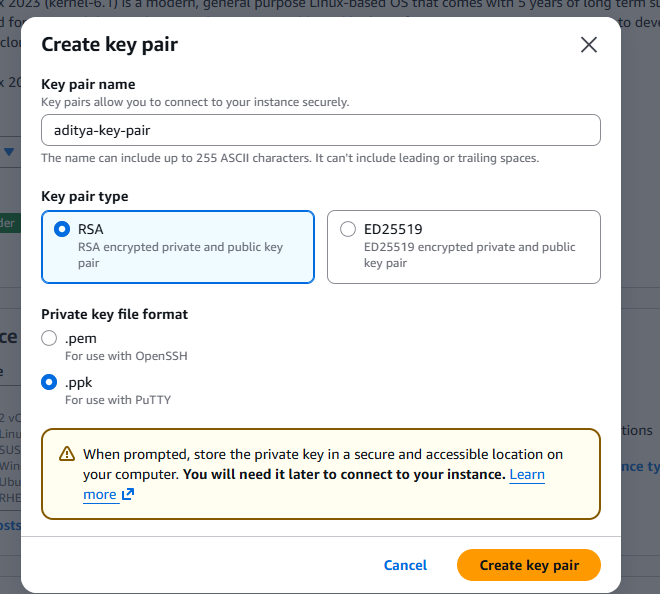 x 2023 (kernel-6.1) is a modern, general purpose Linux-based OS that comes with 5 years of long term su
Create key pair
Key pair name
Key pairs allow you to connect to your instance securely.
aditya-key-pair
The name can include up to 255 ASCII characters. It can't include leading or trailing spaces.
Key pair type
RSA
RSA encrypted private and public key
pair
ED25519
ED25519 encrypted private and public
key pair
Private key file format
.pem
For use with OpenSSH
.ppk
For use with PuTTY
When prompted, store the private key in a secure and accessible location on
your computer. You will need it later to connect to your instance. Learn
more
Cancel
Create key pair